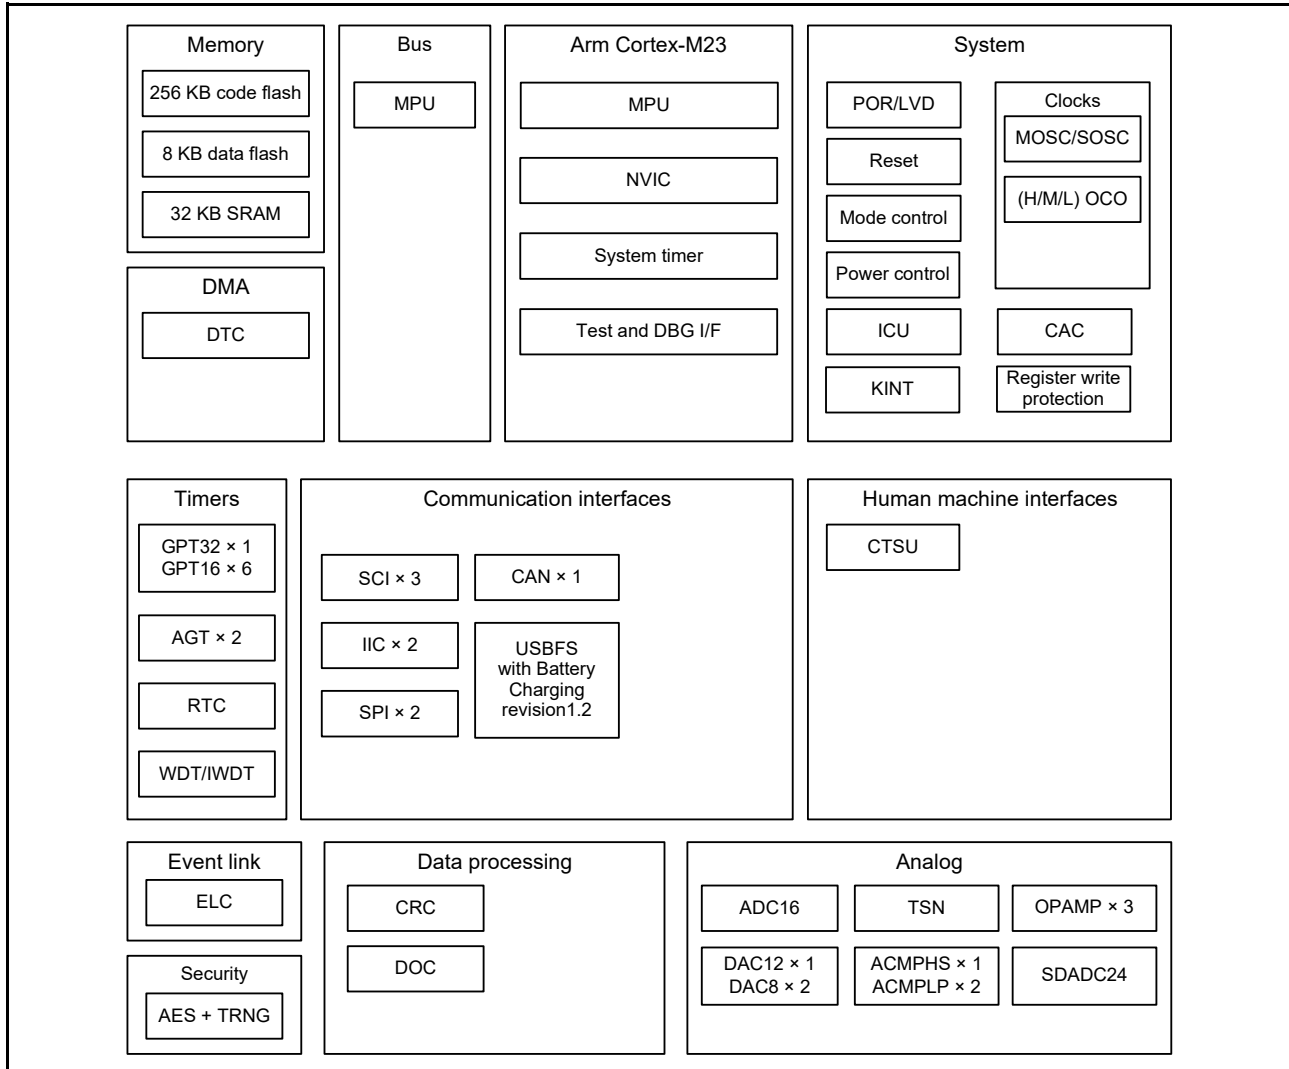 Memory
256 KB code flash
8 KB data flash
32 KB SRAM
DMA
DTC
Bus
MPU
Arm Cortex-M23
MPU
NVIC
System timer
Test and DBG I/F
System
POR/LVD
Reset
Mode control
Power control
ICU
KINT
Clocks
MOSC/SOSC
(H/M/L) OCO
CAC
Register write
protection
Timers
GPT32 × 1
GPT16 × 6
AGT × 2
RTC
WDT/IWDT
Communication interfaces
SCI × 3
IIC × 2
SPI × 2
CAN × 1
USBFS
with Battery
Charging
revision1.2
Human machine interfaces
CTSU
Event link
ELC
Security
AES + TRNG
Data processing
CRC
DOC
Analog
ADC16
TSN
OPAMP × 3
DAC12 × 1
DAC8 × 2
ACMPHS × 1
ACMPLP × 2
SDADC24